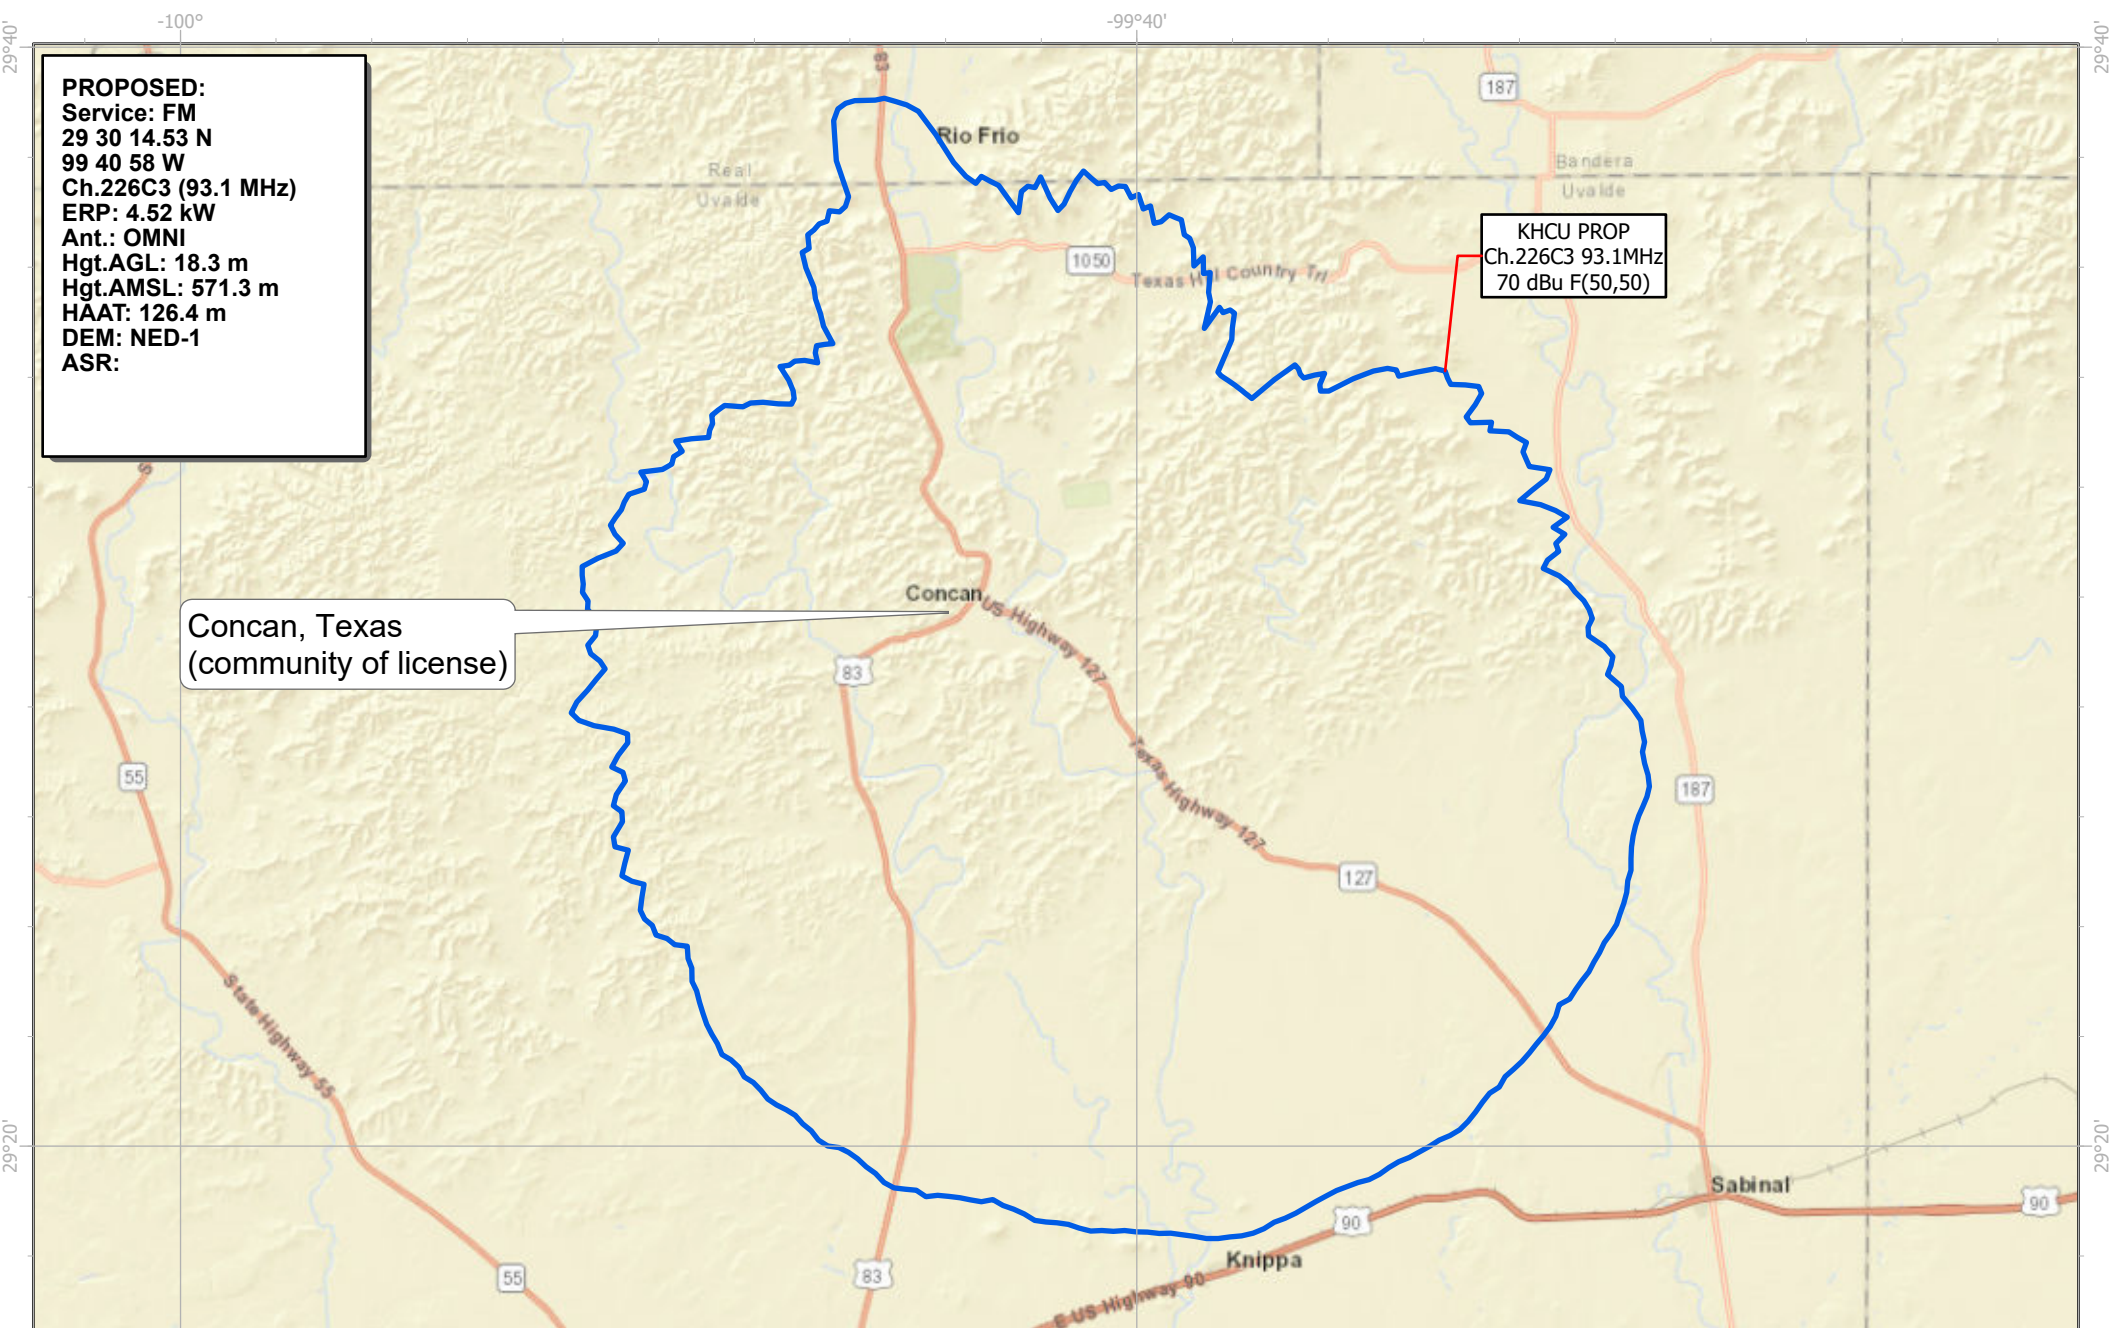 -100°
-99°40'
29°40'
29°40'
PROPOSED:
Service: FM
29 30 14.53 N
99 40 58 W
Ch.226C3 (93.1 MHz)
ERP: 4.52 kW
Ant.: OMNI
Hgt.AGL: 18.3 m
Hgt.AMSL: 571.3 m
HAAT: 126.4 m
DEM: NED-1
ASR:
83
187
Rio Frio
Real
Uvalde
Bandera
Uvalde
KHCU PROP
Ch.226C3 93.1MHz
70 dBu F(50,50)
1050
Texas Hill Country Trl
S
Concan
US Highway 127
Concan, Texas
(community of license)
83
55
Texas Highway 127
187
127
State Highway 55
29°20'
29°20'
Sabinal
90
90
Knippa
E US Highway 90
55
83